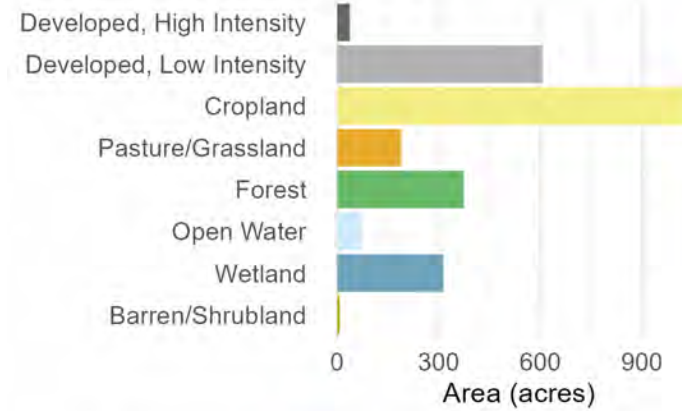 Developed, High Intensity
Developed, Low Intensity
Cropland
Pasture/Grassland
Forest
Open Water
Wetland
Barren/Shrubland
0 300 600 900
Area (acres)